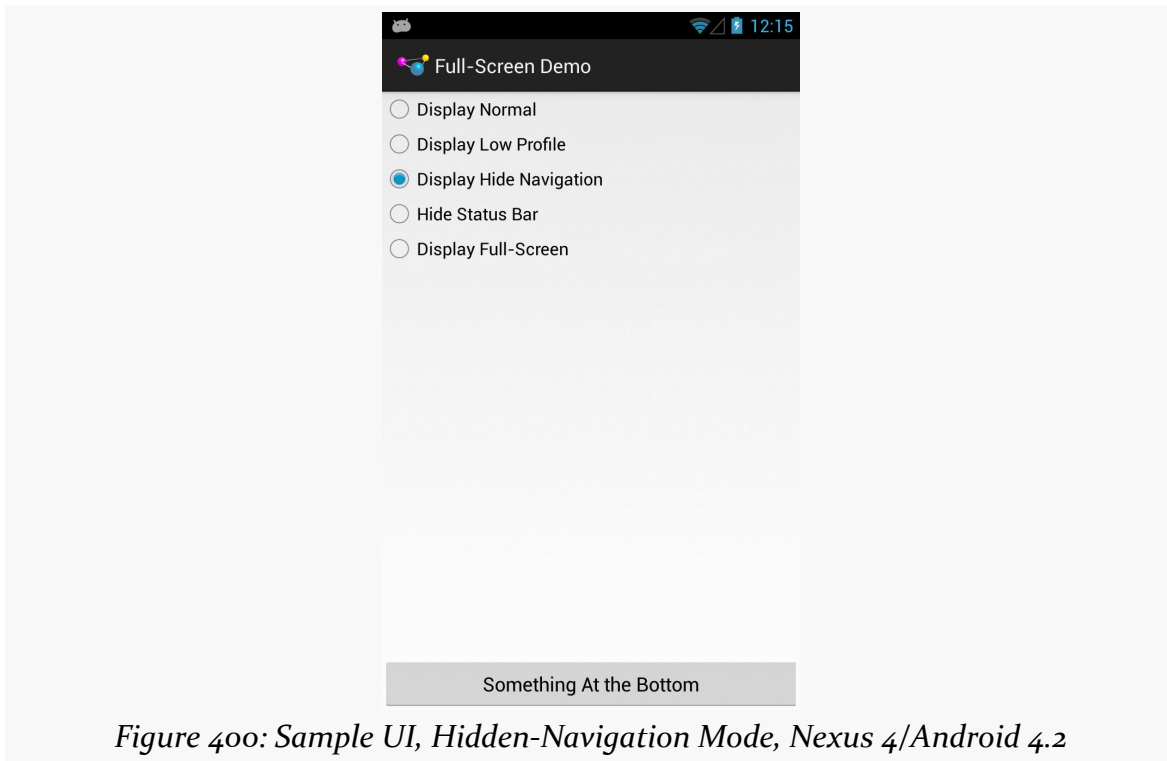 12:15
Full-Screen Demo
Display Normal
Display Low Profile
Display Hide Navigation
Hide Status Bar
Display Full-Screen
Something At the Bottom
Figure 400: Sample UI, Hidden-Navigation Mode, Nexus 4/Android 4.2